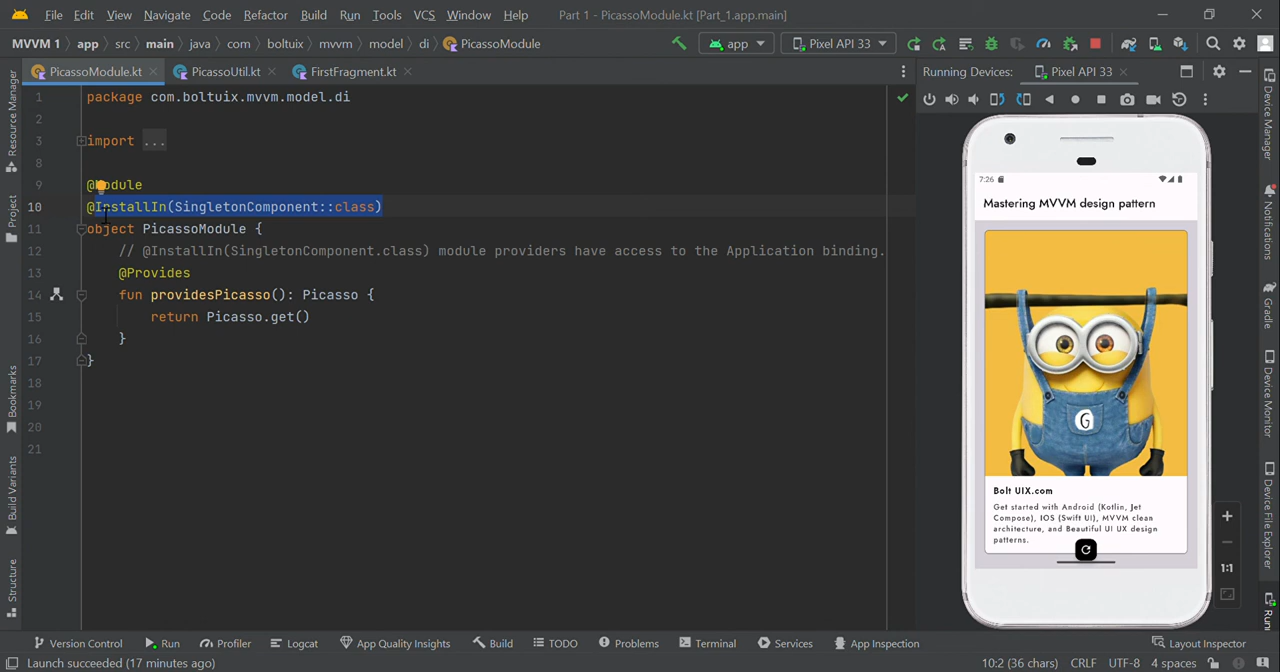 File Edit View Navigate Code Refactor Build Run Tools VCS Window Help Part 1 - PicassoModule.kt [Part_1.app.main]
MVVM 1 app src main java com boltuix mvvm model di PicassoModule app Pixel API 33
PicassoModule.kt PicassoUtil.kt FirstFragment.kt Running Devices: Pixel API 33
1 package com.boltuix.mvvm.model.di
2
3 import ...
8
9 @Module
10 @InstallIn(SingletonComponent::class)
11 object PicassoModule {
12 // @InstallIn(SingletonComponent.class) module providers have access to the Application binding.
13 @Provides
14 fun providesPicasso(): Picasso {
15 return Picasso.get()
16 }
17 }
18
19
20
21
Resource Manager
Project
Bookmarks
Build Variants
Structure
7:26
Mastering MVVM design pattern
G
Bolt UIX.com
Get started with Android (Kotlin, Jet
Compose), IOS (Swift UI), MVVM clean
architecture, and Beautiful UI UX design
patterns.
1:1
Device Manager
Notifications
Gradle
Device Monitor
Device File Explorer
Version Control Run Profiler Logcat App Quality Insights Build TODO Problems Terminal Services App Inspection Layout Inspector
Launch succeeded (17 minutes ago) 10:2 (36 chars) CRLF UTF-8 4 spaces